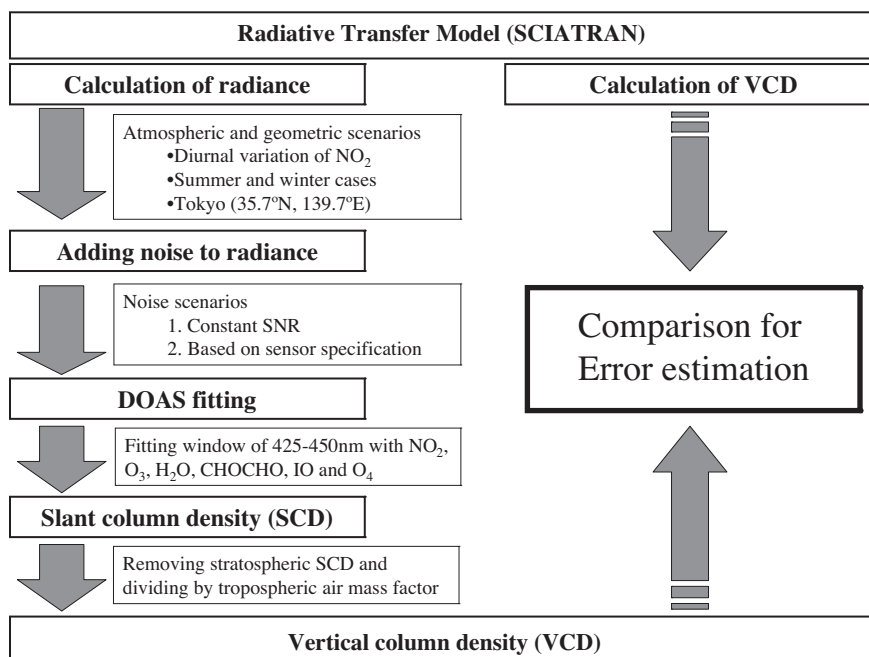 Radiative Transfer Model (SCIATRAN)
Calculation of radiance
Calculation of VCD
Atmospheric and geometric scenarios
•Diurnal variation of NO₂
•Summer and winter cases
•Tokyo (35.7ºN, 139.7ºE)
Adding noise to radiance
Noise scenarios
1. Constant SNR
2. Based on sensor specification
Comparison for
Error estimation
DOAS fitting
Fitting window of 425-450nm with NO₂,
O₃, H₂O, CHOCHO, IO and O₄
Slant column density (SCD)
Removing stratospheric SCD and
dividing by tropospheric air mass factor
Vertical column density (VCD)